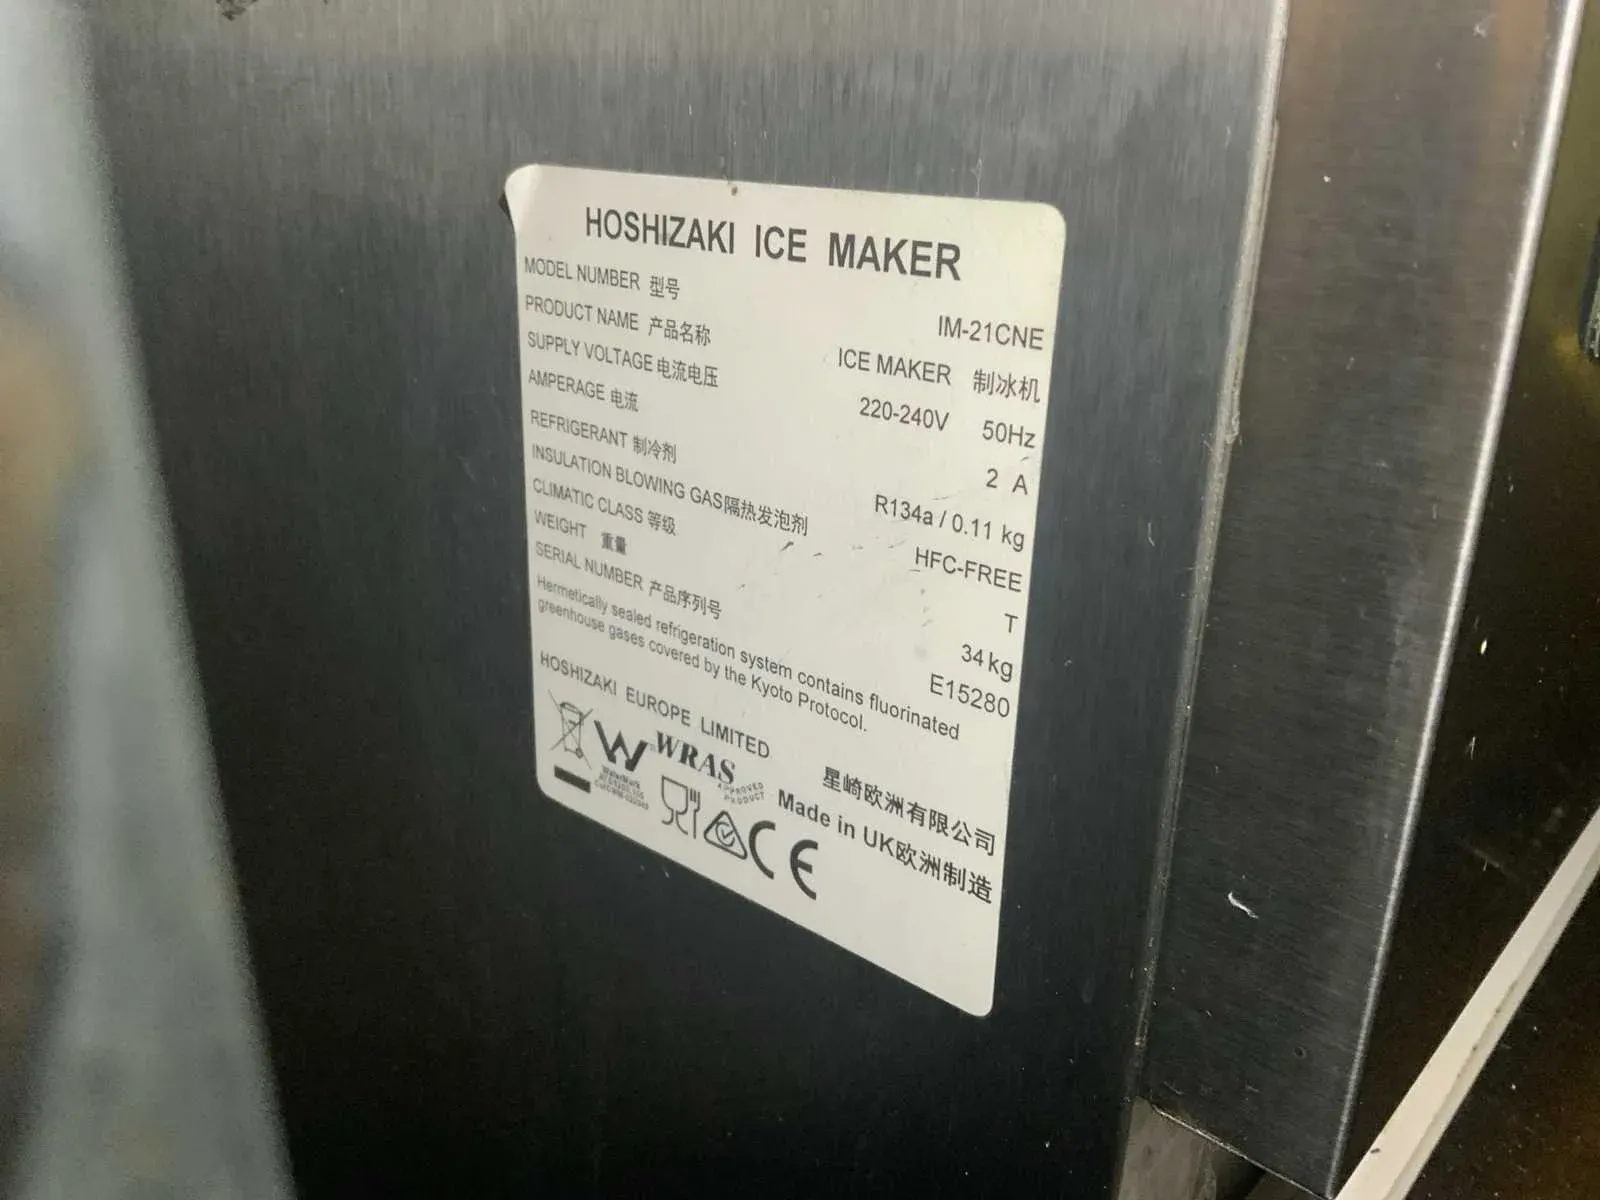 HOSHIZAKI ICE MAKER
MODEL NUMBER 型号 IM-21CNE
PRODUCT NAME 产品名称 ICE MAKER 制冰机
SUPPLY VOLTAGE 电流电压 220-240V 50Hz
AMPERAGE 电流 2 A
REFRIGERANT 制冷剂 R134a / 0.11 kg
INSULATION BLOWING GAS 隔热发泡剂 HFC-FREE
CLIMATIC CLASS 等级 T
WEIGHT 重量 34 kg
SERIAL NUMBER 产品序列号 E15280
Hermetically sealed refrigeration system contains fluorinated
greenhouse gases covered by the Kyoto Protocol.
HOSHIZAKI EUROPE LIMITED 星崎欧洲有限公司
WRAS Made in UK欧洲制造
APPROVED
PRODUCT
WaterMark
CE